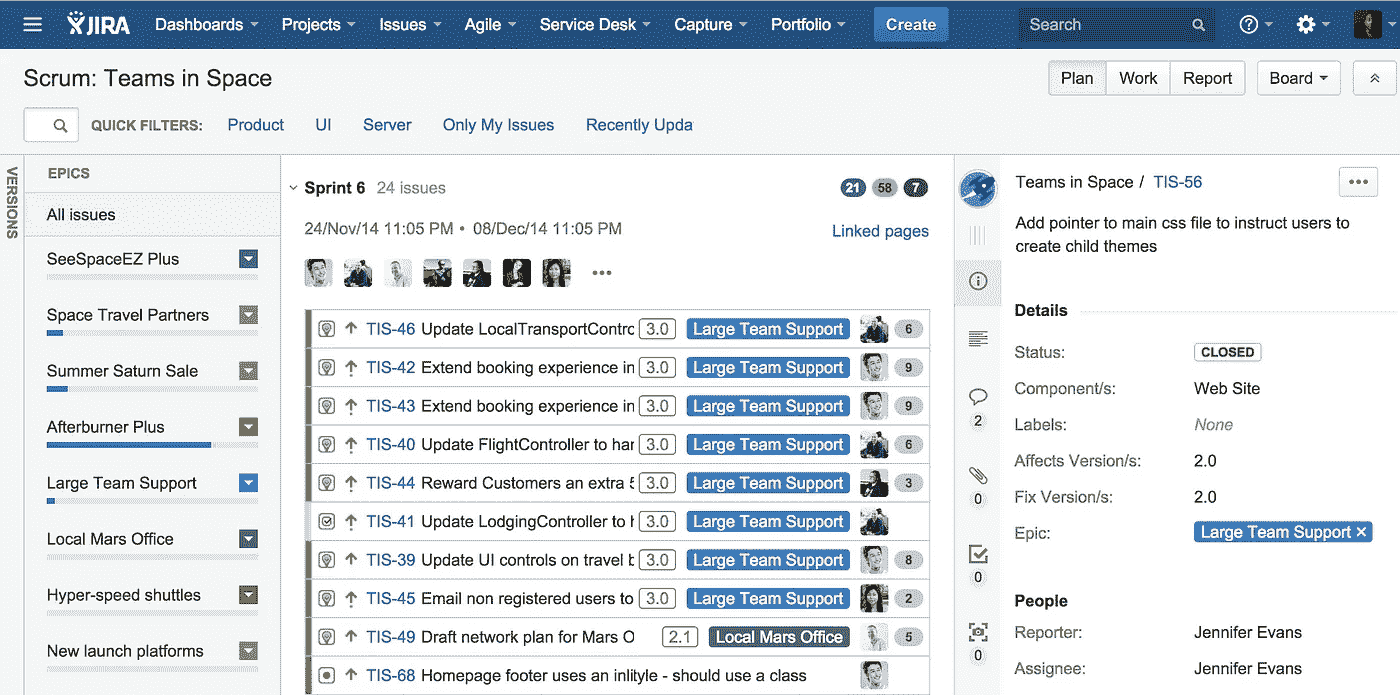 JIRA Dashboards Projects Issues Agile Service Desk Capture Portfolio Create Search
Scrum: Teams in Space
Plan Work Report Board
QUICK FILTERS: Product UI Server Only My Issues Recently Upda
VERSIONS
EPICS
All issues
SeeSpaceEZ Plus
Space Travel Partners
Summer Saturn Sale
Afterburner Plus
Large Team Support
Local Mars Office
Hyper-speed shuttles
New launch platforms
Sprint 6 24 issues 21 58 7
24/Nov/14 11:05 PM • 08/Dec/14 11:05 PM Linked pages
TIS-46 Update LocalTransportContro 3.0 Large Team Support 6
TIS-42 Extend booking experience in 3.0 Large Team Support 9
TIS-43 Extend booking experience in 3.0 Large Team Support 9
TIS-40 Update FlightController to har 3.0 Large Team Support 6
TIS-44 Reward Customers an extra 5 3.0 Large Team Support 3
TIS-41 Update LodgingController to h 3.0 Large Team Support
TIS-39 Update UI controls on travel b 3.0 Large Team Support 8
TIS-45 Email non registered users to 3.0 Large Team Support 2
TIS-49 Draft network plan for Mars O 2.1 Local Mars Office 5
TIS-68 Homepage footer uses an inlityle - should use a class
2
0
0
0
Teams in Space / TIS-56
Add pointer to main css file to instruct users to
create child themes
Details
Status: CLOSED
Component/s: Web Site
Labels: None
Affects Version/s: 2.0
Fix Version/s: 2.0
Epic: Large Team Support ×
People
Reporter: Jennifer Evans
Assignee: Jennifer Evans